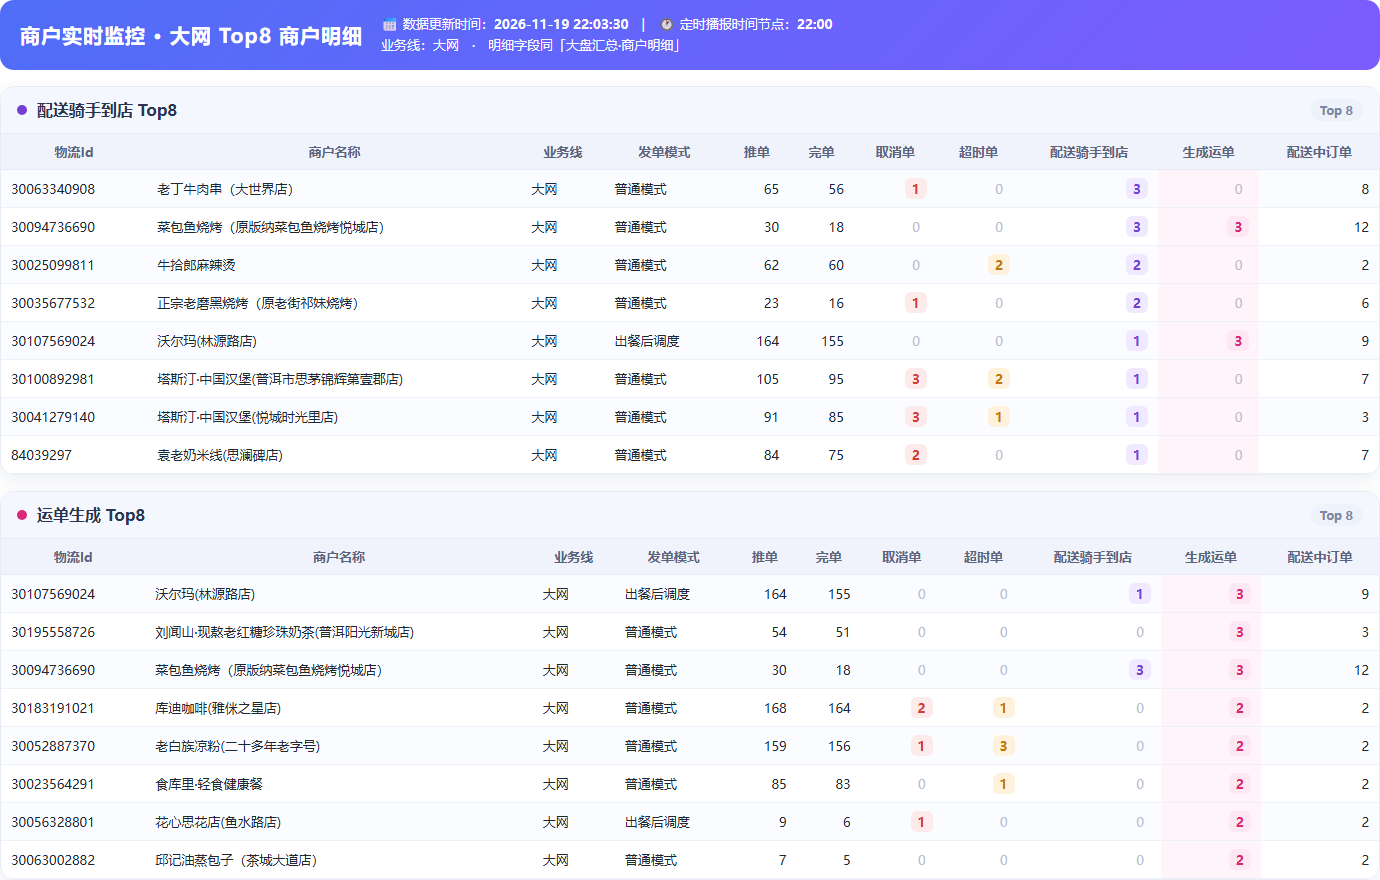 商户实时监控 · 大网 Top8 商户明细
数据更新时间：2026-11-19 22:03:30 | 定时播报时间节点：22:00
业务线：大网 · 明细字段同「大盘汇总·商户明细」
配送骑手到店 Top8 Top 8
物流Id 商户名称 业务线 发单模式 推单 完单 取消单 超时单 配送骑手到店 生成运单 配送中订单
30063340908 老丁牛肉串（大世界店） 大网 普通模式 65 56 1 0 3 0 8
30094736690 菜包鱼烧烤（原版纳菜包鱼烧烤悦城店） 大网 普通模式 30 18 0 0 3 3 12
30025099811 牛拾郎麻辣烫 大网 普通模式 62 60 0 2 2 0 2
30035677532 正宗老磨黑烧烤（原老街祁妹烧烤） 大网 普通模式 23 16 1 0 2 0 6
30107569024 沃尔玛(林源路店) 大网 出餐后调度 164 155 0 0 1 3 9
30100892981 塔斯汀·中国汉堡(普洱市思茅锦辉第壹郡店) 大网 普通模式 105 95 3 2 1 0 7
30041279140 塔斯汀·中国汉堡(悦城时光里店) 大网 普通模式 91 85 3 1 1 0 3
84039297 袁老奶米线(思澜碑店) 大网 普通模式 84 75 2 0 1 0 7
运单生成 Top8 Top 8
物流Id 商户名称 业务线 发单模式 推单 完单 取消单 超时单 配送骑手到店 生成运单 配送中订单
30107569024 沃尔玛(林源路店) 大网 出餐后调度 164 155 0 0 1 3 9
30195558726 刘闻山·现熬老红糖珍珠奶茶(普洱阳光新城店) 大网 普通模式 54 51 0 0 0 3 3
30094736690 菜包鱼烧烤（原版纳菜包鱼烧烤悦城店） 大网 普通模式 30 18 0 0 3 3 12
30183191021 库迪咖啡(雅侎之星店) 大网 普通模式 168 164 2 1 0 2 2
30052887370 老白族凉粉(二十多年老字号) 大网 普通模式 159 156 1 3 0 2 2
30023564291 食库里·轻食健康餐 大网 普通模式 85 83 0 1 0 2 2
30056328801 花心思花店(鱼水路店) 大网 出餐后调度 9 6 1 0 0 2 2
30063002882 邱记油蒸包子（茶城大道店） 大网 普通模式 7 5 0 0 0 2 2